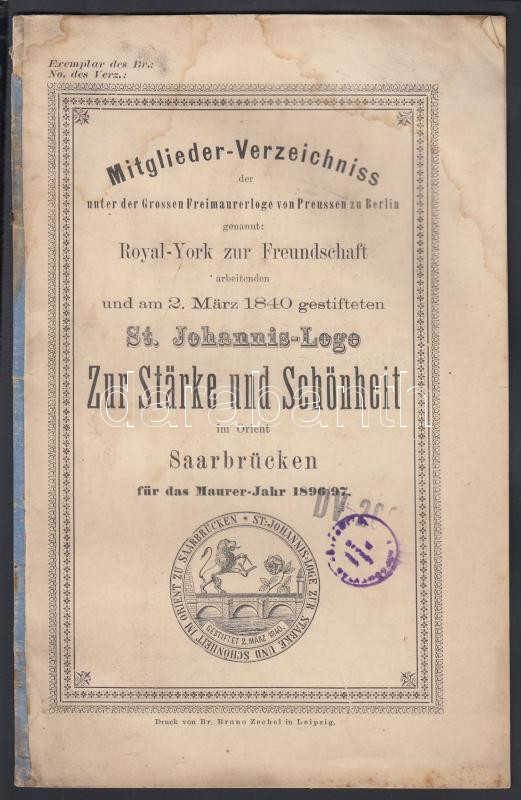 Exemplar des Br.:
No. des Verz.:
Mitglieder-Verzeichniss
der
unter der Grossen Freimaurerloge von Preussen zu Berlin
genannt:
Royal-York zur Freundschaft
arbeitenden
und am 2. März 1840 gestifteten
St. Johannis-Loge
Zur Stärke und Schönheit
darabanth
im Orient
Saarbrücken
für das Maurer-Jahr 1896/97.
ST. JOHANNIS-LOGE ZUR STÄRKE UND SCHÖNHEIT IM ORIENT ZU SAARBRÜCKEN
GESTIFTET 2. MÄRZ 1840.
Druck von Br. Bruno Zechel in Leipzig.